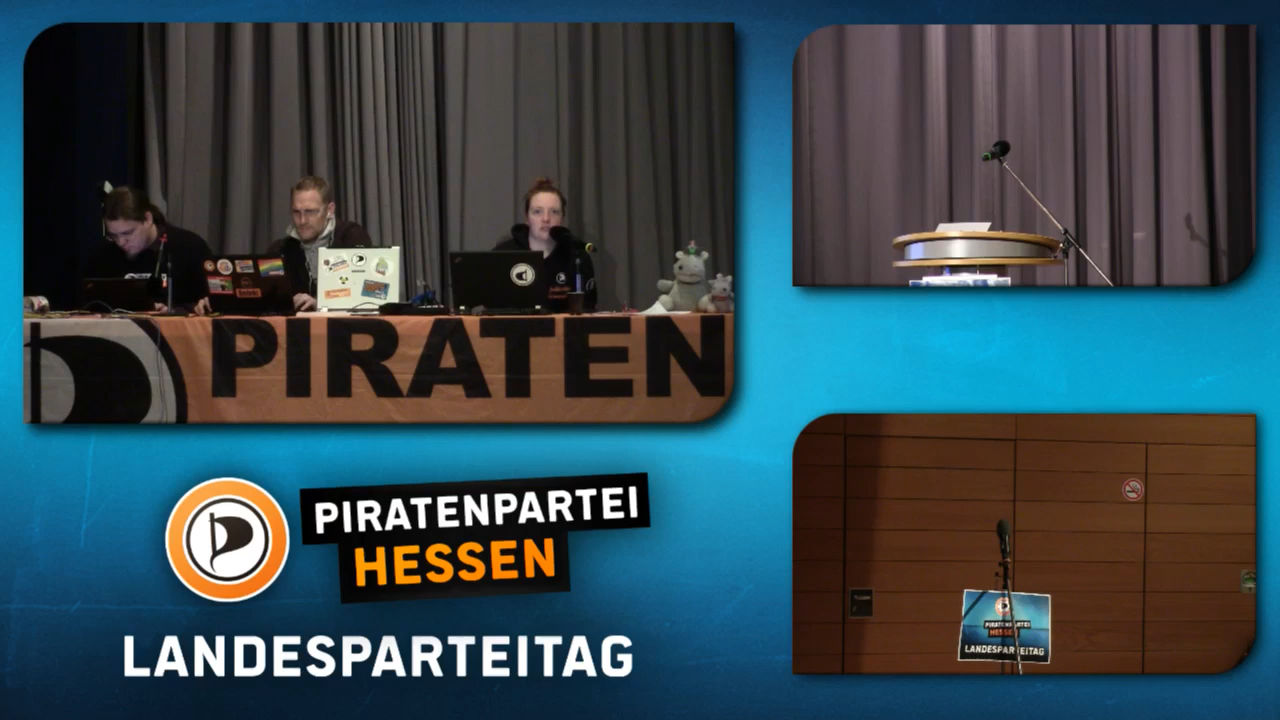 PIRATEN
PIRATENPARTEI
HESSEN
LANDESPARTEITAG
PIRATENPARTEI
HESSEN
LANDESPARTEITAG